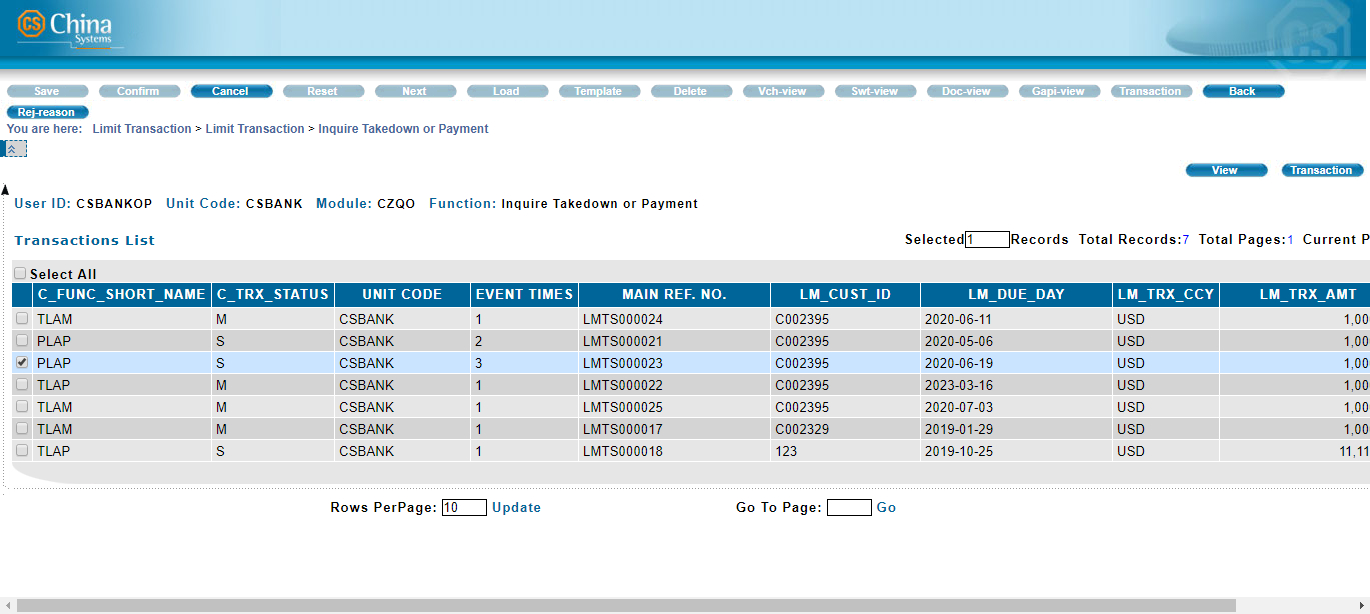 CS China
Systems
CS
Save Confirm Cancel Reset Next Load Template Delete Vch-view Swt-view Doc-view Gapi-view Transaction Back
Rej-reason
You are here: Limit Transaction > Limit Transaction > Inquire Takedown or Payment
View Transaction
User ID: CSBANKOP Unit Code: CSBANK Module: CZQO Function: Inquire Takedown or Payment
Transactions List Selected 1 Records Total Records:7 Total Pages:1 Current P
Select All
C_FUNC_SHORT_NAME C_TRX_STATUS UNIT CODE EVENT TIMES MAIN REF. NO. LM_CUST_ID LM_DUE_DAY LM_TRX_CCY LM_TRX_AMT
TLAM M CSBANK 1 LMTS000024 C002395 2020-06-11 USD 1,00
PLAP S CSBANK 2 LMTS000021 C002395 2020-05-06 USD 1,00
PLAP S CSBANK 3 LMTS000023 C002395 2020-06-19 USD 1,00
TLAP M CSBANK 1 LMTS000022 C002395 2023-03-16 USD 1,00
TLAM M CSBANK 1 LMTS000025 C002395 2020-07-03 USD 1,00
TLAM M CSBANK 1 LMTS000017 C002329 2019-01-29 USD 1,00
TLAP S CSBANK 1 LMTS000018 123 2019-10-25 USD 11,11
Rows PerPage: 10 Update Go To Page: Go